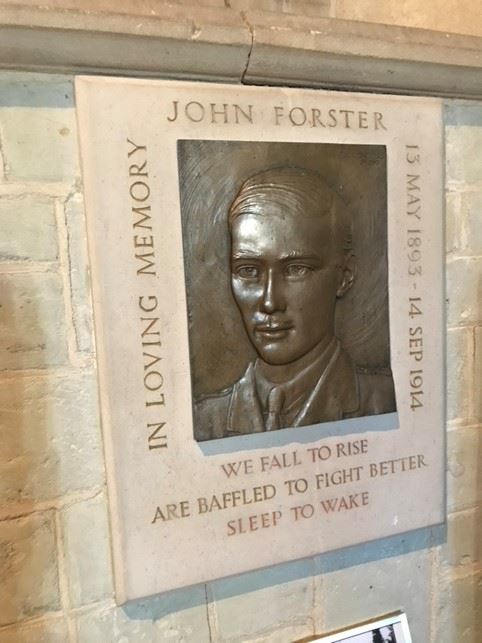 JOHN FORSTER
IN LOVING MEMORY
13 MAY 1893 - 14 SEP 1914
WE FALL TO RISE
ARE BAFFLED TO FIGHT BETTER
SLEEP TO WAKE